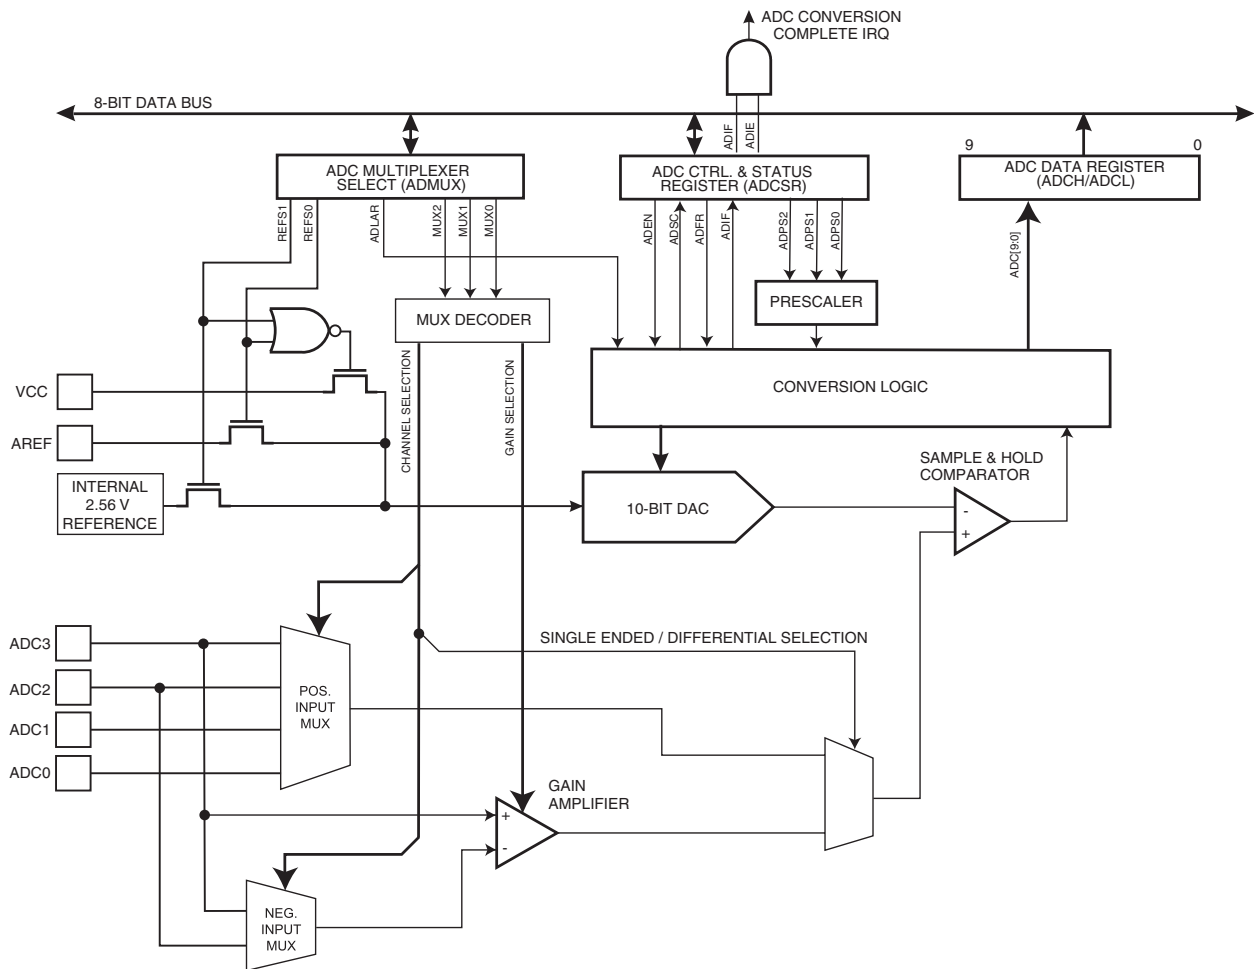 ADC CONVERSION
COMPLETE IRQ
8-BIT DATA BUS
ADIF
ADIE
9
0
ADC MULTIPLEXER
SELECT (ADMUX)
ADC CTRL. & STATUS
REGISTER (ADCSR)
ADC DATA REGISTER
(ADCH/ADCL)
REFS1
REFS0
ADLAR
MUX2
MUX1
MUX0
ADEN
ADSC
ADFR
ADIF
ADPS2
ADPS1
ADPS0
ADC[9:0]
PRESCALER
MUX DECODER
CHANNEL SELECTION
GAIN SELECTION
CONVERSION LOGIC
VCC
AREF
INTERNAL
2.56 V
REFERENCE
10-BIT DAC
SAMPLE & HOLD
COMPARATOR
-
+
SINGLE ENDED / DIFFERENTIAL SELECTION
ADC3
ADC2
ADC1
ADC0
POS.
INPUT
MUX
GAIN
AMPLIFIER
+
-
NEG.
INPUT
MUX